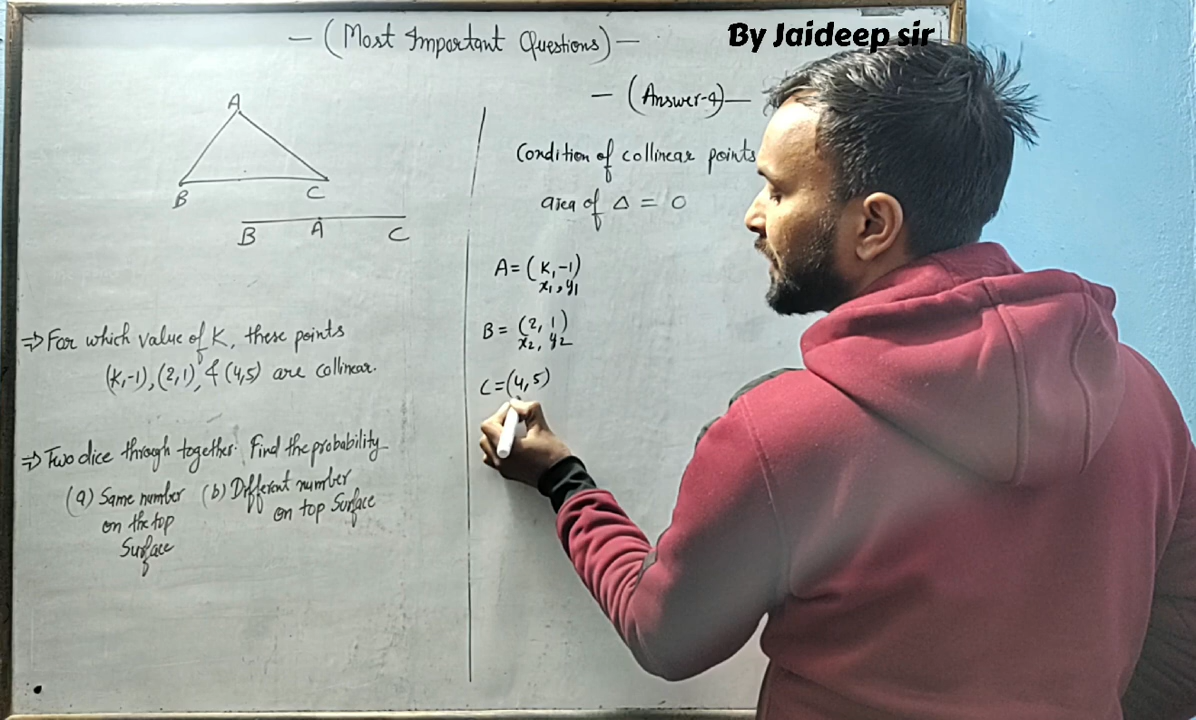 — (Most Important Questions) —
By Jaideep sir
A
B
C
B A C
⇒ For which value of K, these points
(K,-1), (2,1), & (4,5) are collinear.
⇒ Two dice through together. Find the probability
(a) Same number
on the top
Surface
(b) Different number
on top Surface
— (Answer-4) —
Condition of collinear points
area of Δ = 0
A = (K,-1)
x₁, y₁
B = (2, 1)
x₂, y₂
C = (4, 5)